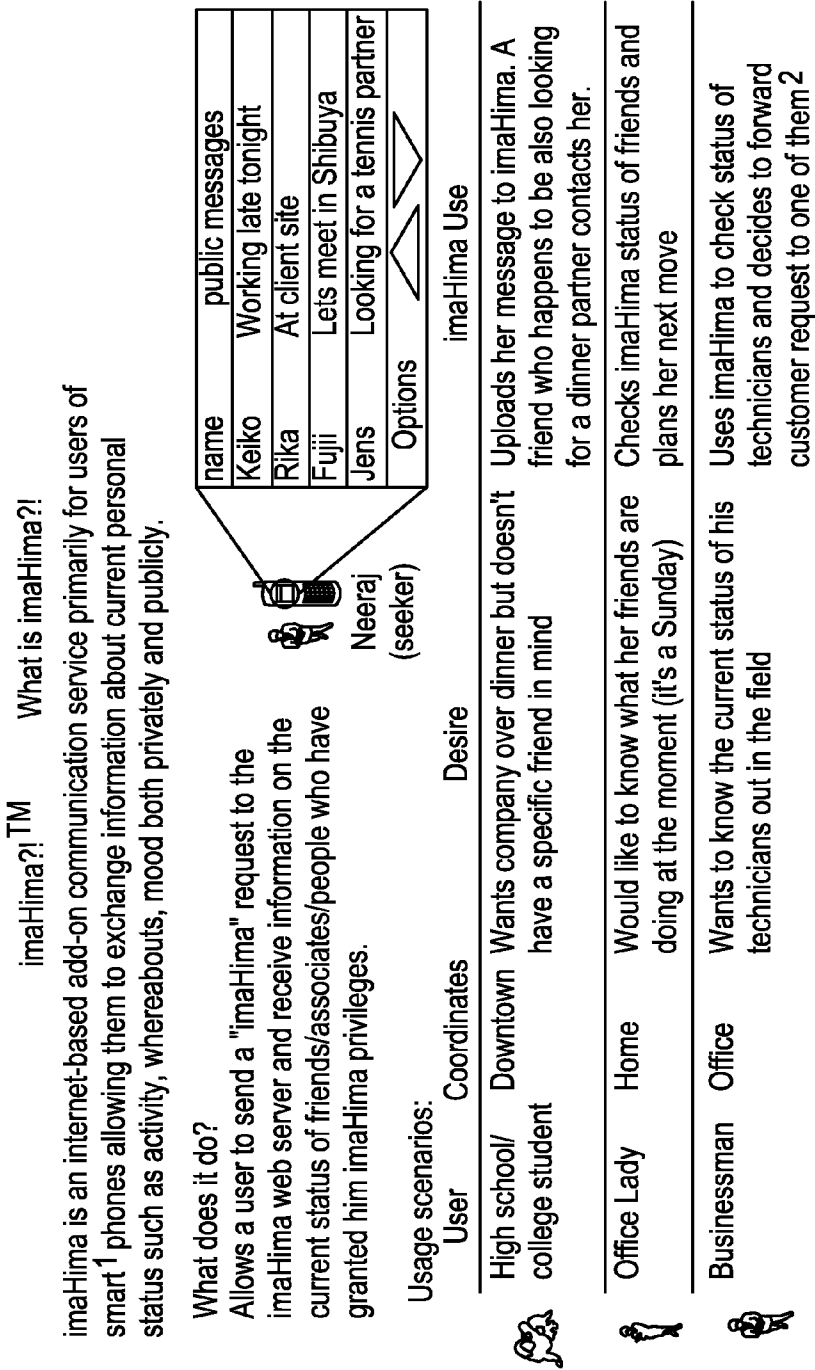 imaHima?!TM What is imaHima?!
imaHima is an internet-based add-on communication service primarily for users of
smart1 phones allowing them to exchange information about current personal
status such as activity, whereabouts, mood both privately and publicly.
What does it do?
Allows a user to send a "imaHima" request to the
imaHima web server and receive information on the
current status of friends/associates/people who have
granted him imaHima privileges.
Neeraj
(seeker)
name public messages
Keiko Working late tonight
Rika At client site
Fujii Lets meet in Shibuya
Jens Looking for a tennis partner
Options
Usage scenarios:
User Coordinates Desire imaHima Use
High school/ Downtown Wants company over dinner but doesn't Uploads her message to imaHima. A
college student have a specific friend in mind friend who happens to be also looking
for a dinner partner contacts her.
Office Lady Home Would like to know what her friends are Checks imaHima status of friends and
doing at the moment (it's a Sunday) plans her next move
Businessman Office Wants to know the current status of his Uses imaHima to check status of
technicians out in the field technicians and decides to forward
customer request to one of them2